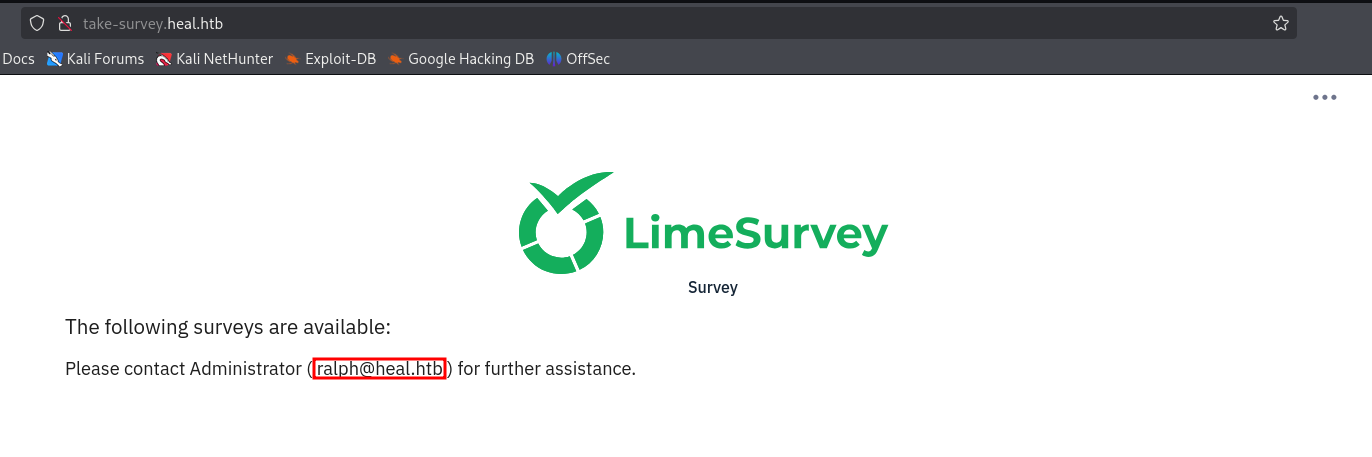 take-survey.heal.htb
Docs Kali Forums Kali NetHunter Exploit-DB Google Hacking DB OffSec
LimeSurvey
Survey
The following surveys are available:
Please contact Administrator (ralph@heal.htb) for further assistance.